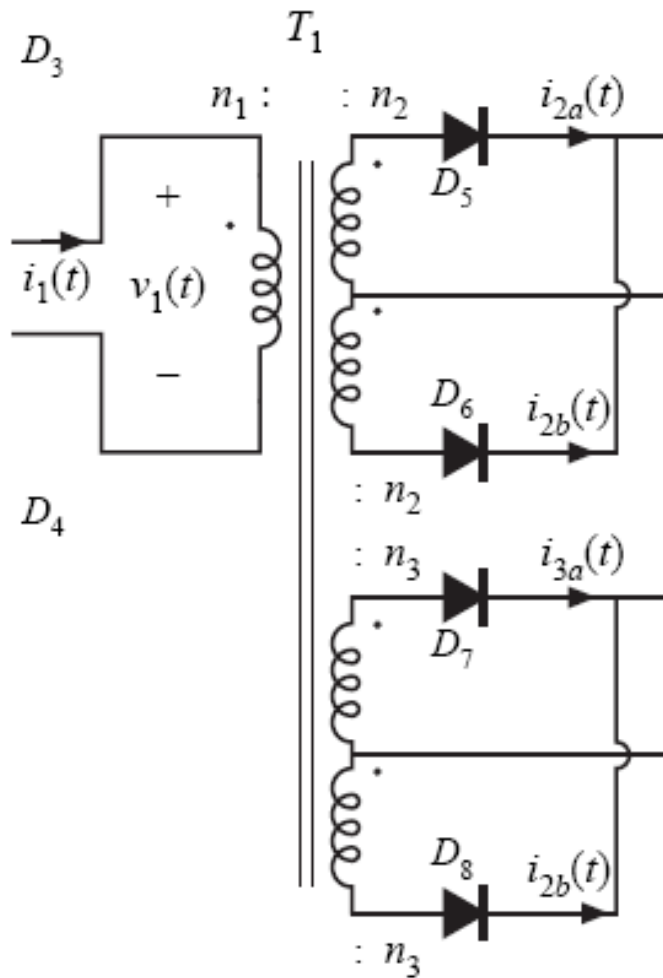 T1
D3
n1 : : n2 i2a(t)
D5
+
i1(t) v1(t)
−
D6 i2b(t)
: n2
D4
: n3 i3a(t)
D7
D8 i2b(t)
: n3